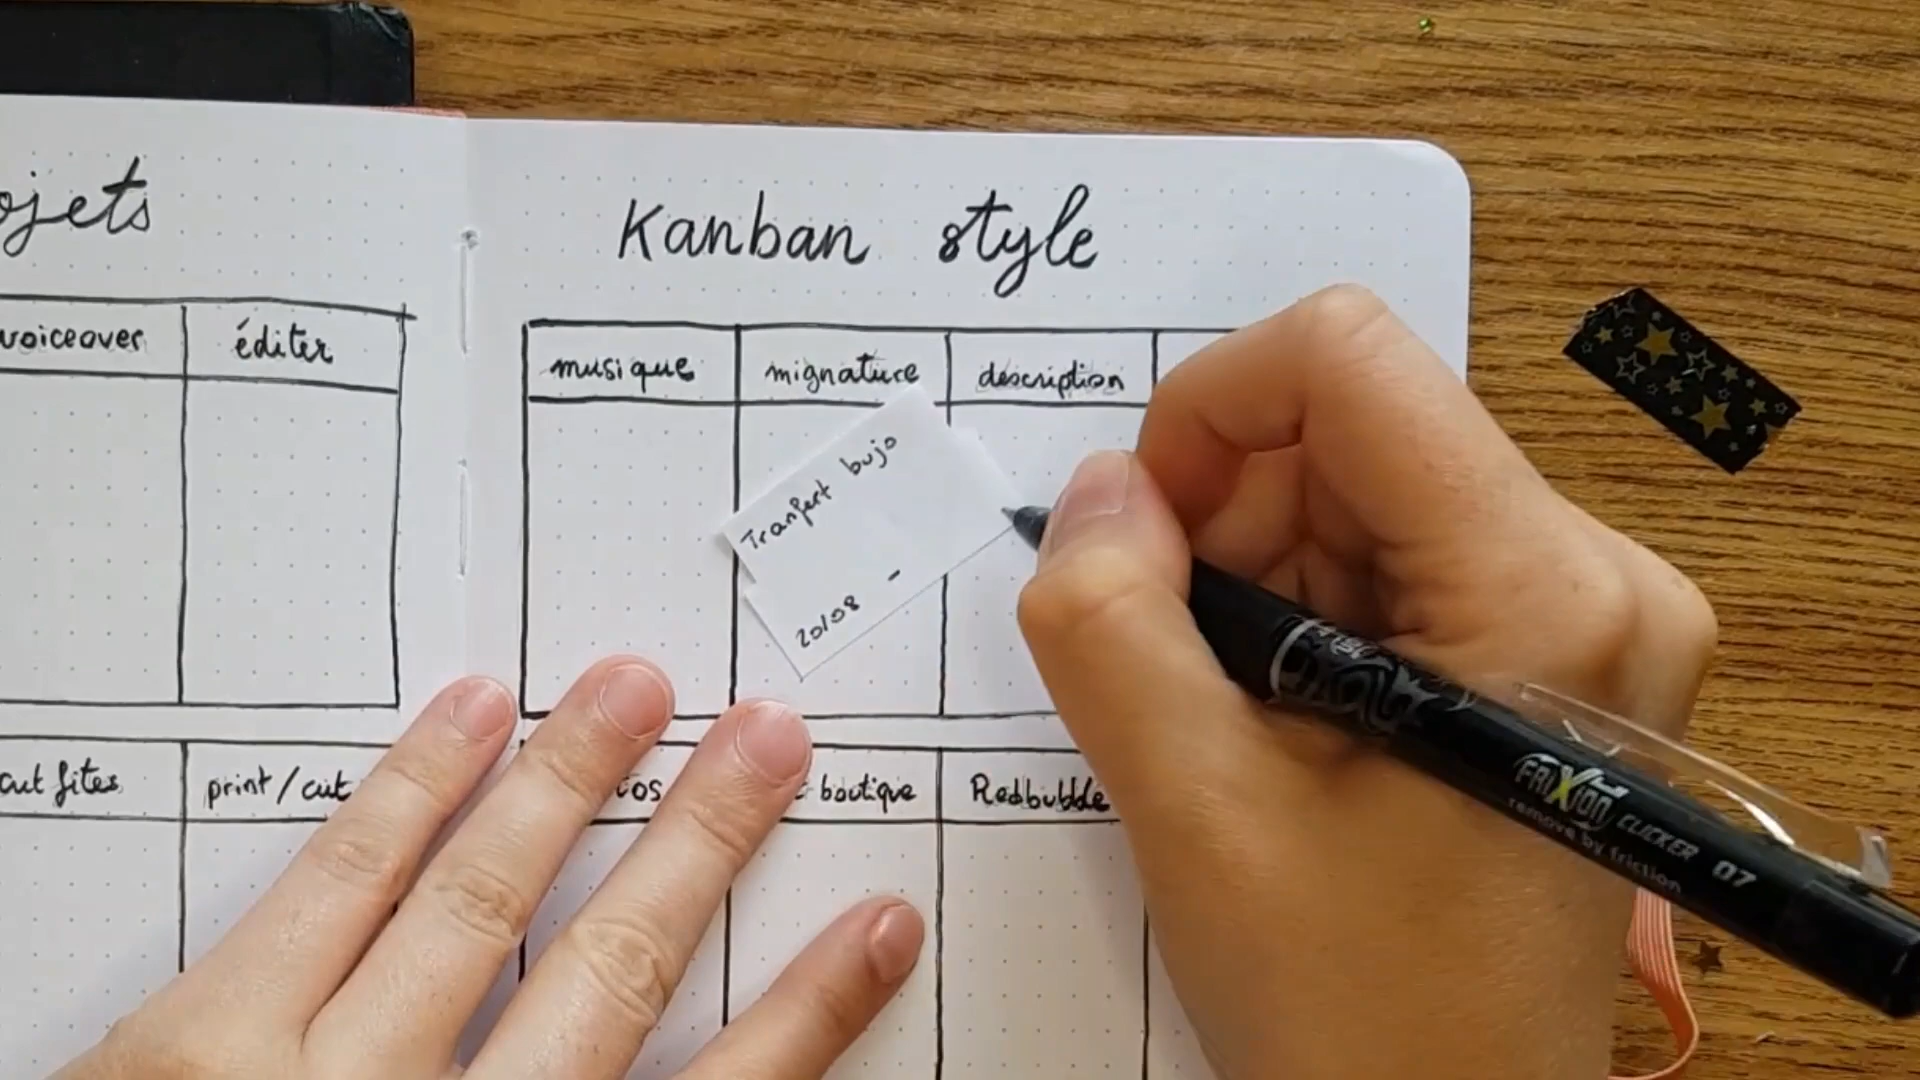 ojets
Kanban style
voiceover éditer
musique mignature description
Tranfert bujo
20/08 -
cut files print/cut
boutique Redbubble
FRIXION CLICKER 07
remove by friction